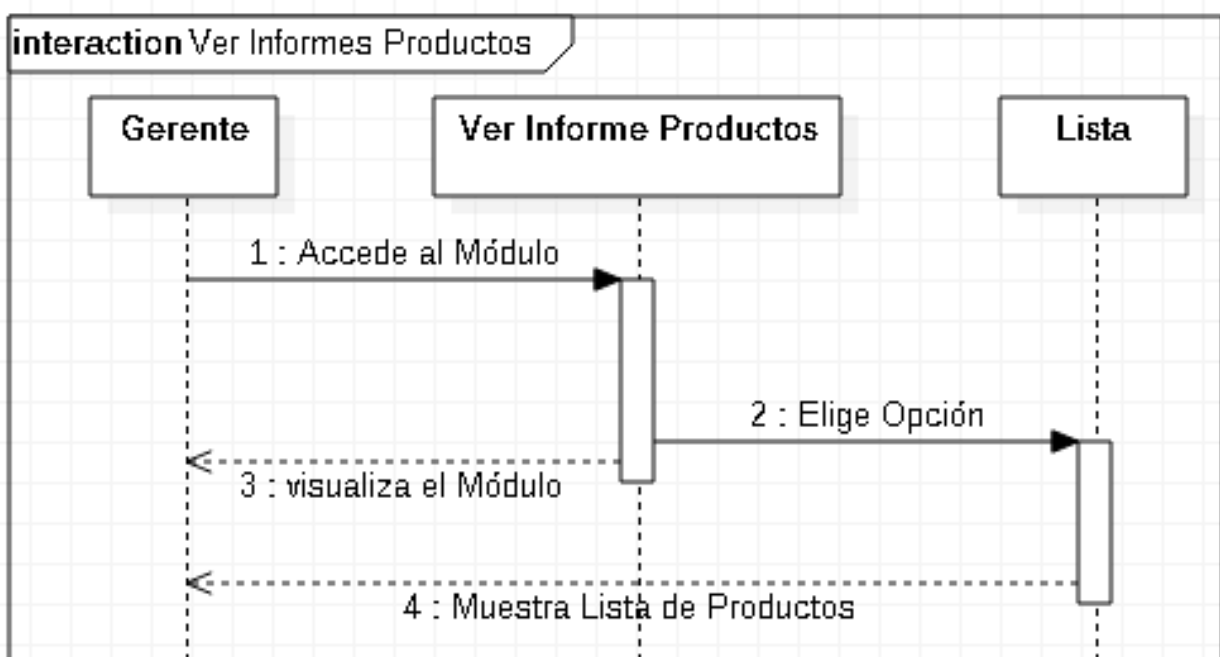 interaction Ver Informes Productos
Gerente
Ver Informe Productos
Lista
1 : Accede al Módulo
2 : Elige Opción
3 : visualiza el Módulo
4 : Muestra Lista de Productos